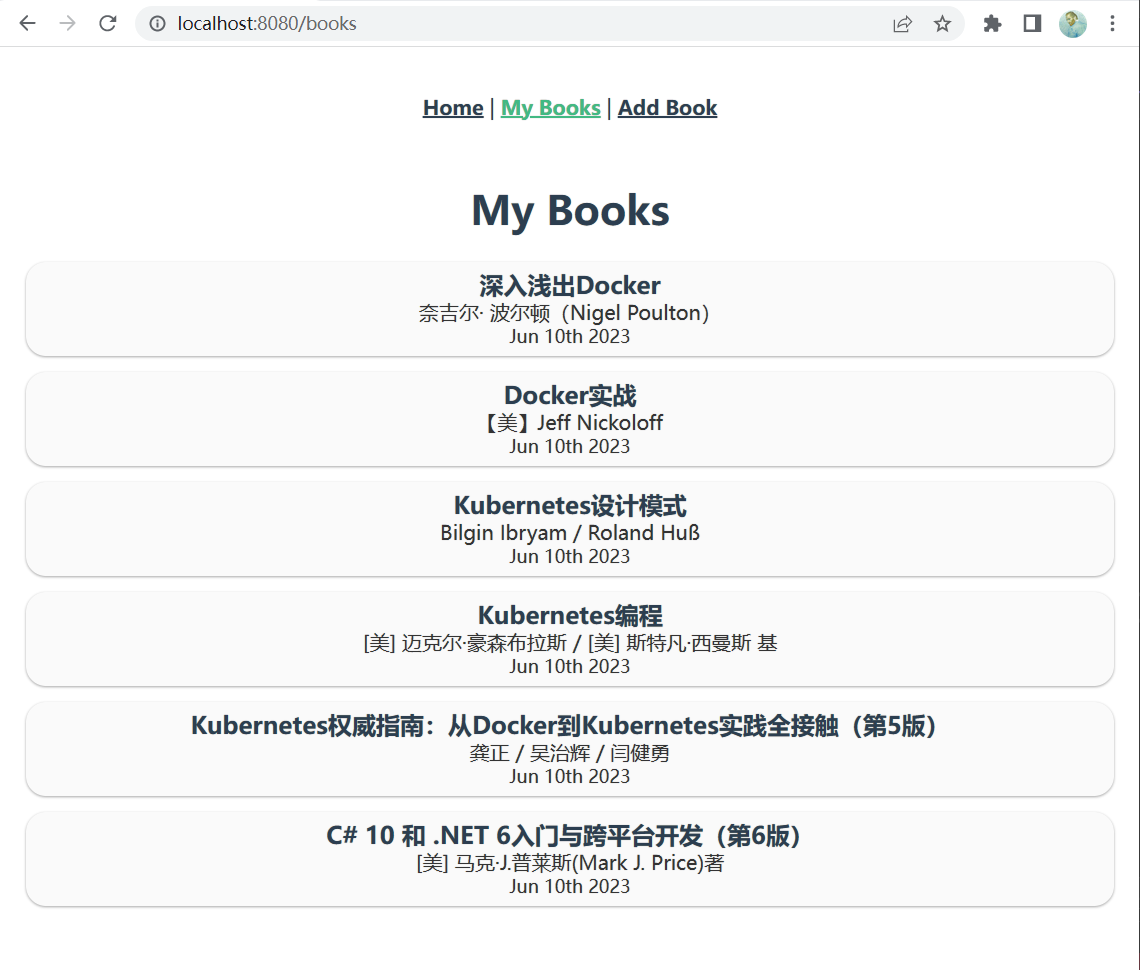 localhost:8080/books
Home | My Books | Add Book
My Books
深入浅出Docker
奈吉尔· 波尔顿（Nigel Poulton）
Jun 10th 2023
Docker实战
【美】Jeff Nickoloff
Jun 10th 2023
Kubernetes设计模式
Bilgin Ibryam / Roland Huß
Jun 10th 2023
Kubernetes编程
[美] 迈克尔·豪森布拉斯 / [美] 斯特凡·西曼斯 基
Jun 10th 2023
Kubernetes权威指南：从Docker到Kubernetes实践全接触（第5版）
龚正 / 吴治辉 / 闫健勇
Jun 10th 2023
C# 10 和 .NET 6入门与跨平台开发（第6版）
[美] 马克·J.普莱斯(Mark J. Price)著
Jun 10th 2023